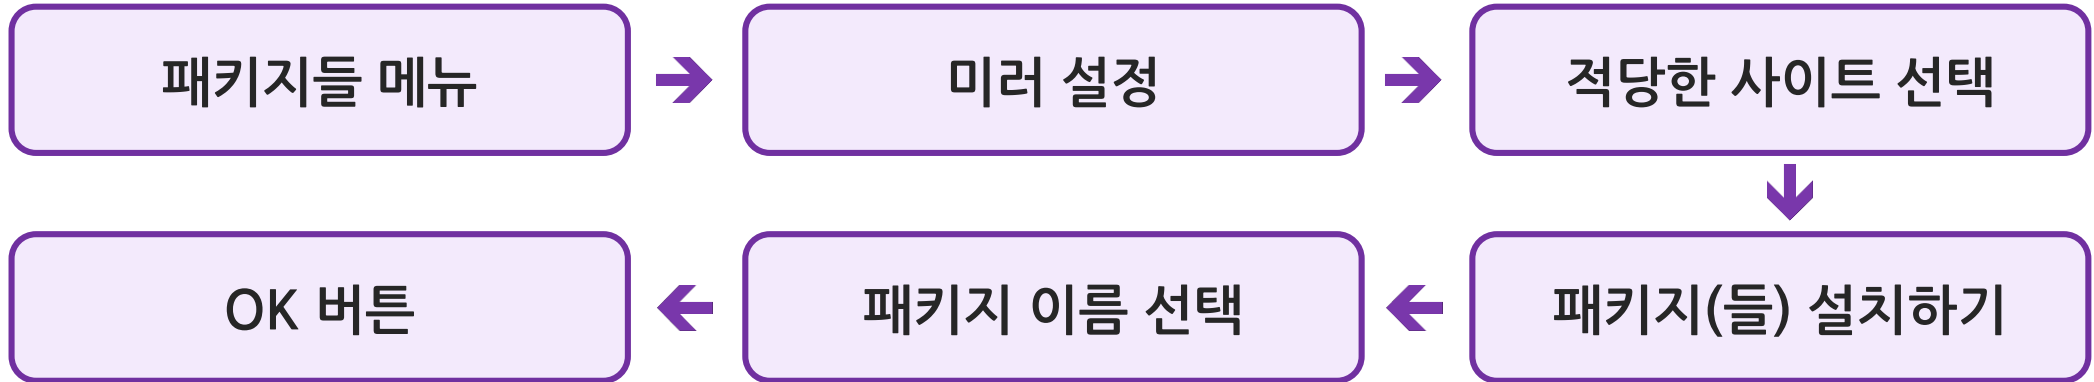 패키지들 메뉴
미러 설정
적당한 사이트 선택
패키지(들) 설치하기
패키지 이름 선택
OK 버튼